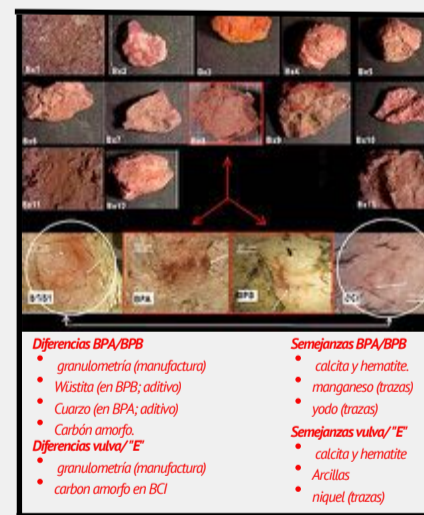 Bx1
Bx2
Bx3
Bx4
Bx5
Bx6
Bx7
Bx8
Bx9
Bx10
Bx11
Bx12
BPA
BPB
BCI
Diferencias BPA/BPB
• granulometría (manufactura)
• Wüstita (en BPB; aditivo)
• Cuarzo (en BPA; aditivo)
• Carbón amorfo.
Diferencias vulva/"E"
• granulometría (manufactura)
• carbon amorfo en BCI
Semejanzas BPA/BPB
• calcita y hematite.
• manganeso (trazas)
• yodo (trazas)
Semejanzas vulva/"E"
• calcita y hematite
• Arcillas
• niquel (trazas)